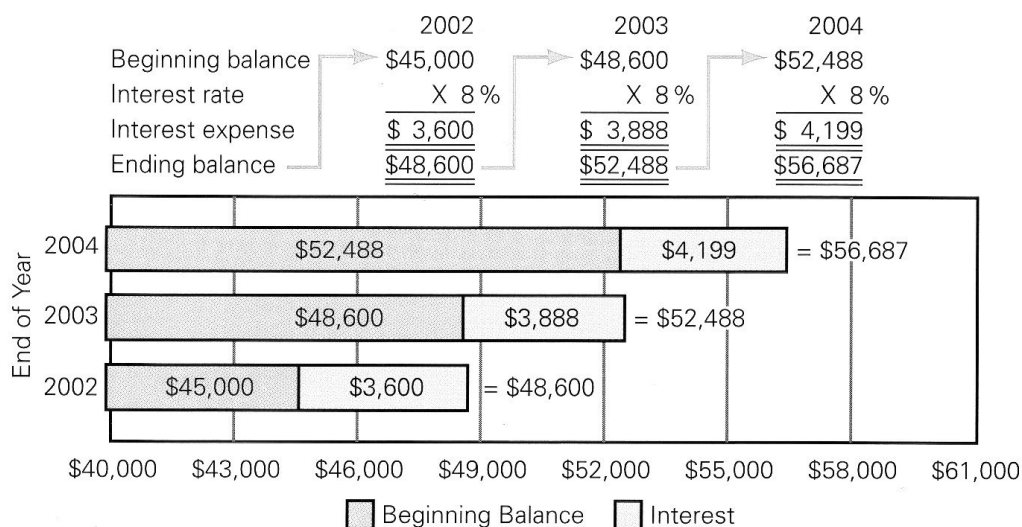 2002 2003 2004
Beginning balance $45,000 $48,600 $52,488
Interest rate X 8% X 8% X 8%
Interest expense $ 3,600 $ 3,888 $ 4,199
Ending balance $48,600 $52,488 $56,687
End of Year
2004 $52,488 $4,199 = $56,687
2003 $48,600 $3,888 = $52,488
2002 $45,000 $3,600 = $48,600
$40,000 $43,000 $46,000 $49,000 $52,000 $55,000 $58,000 $61,000
Beginning Balance Interest